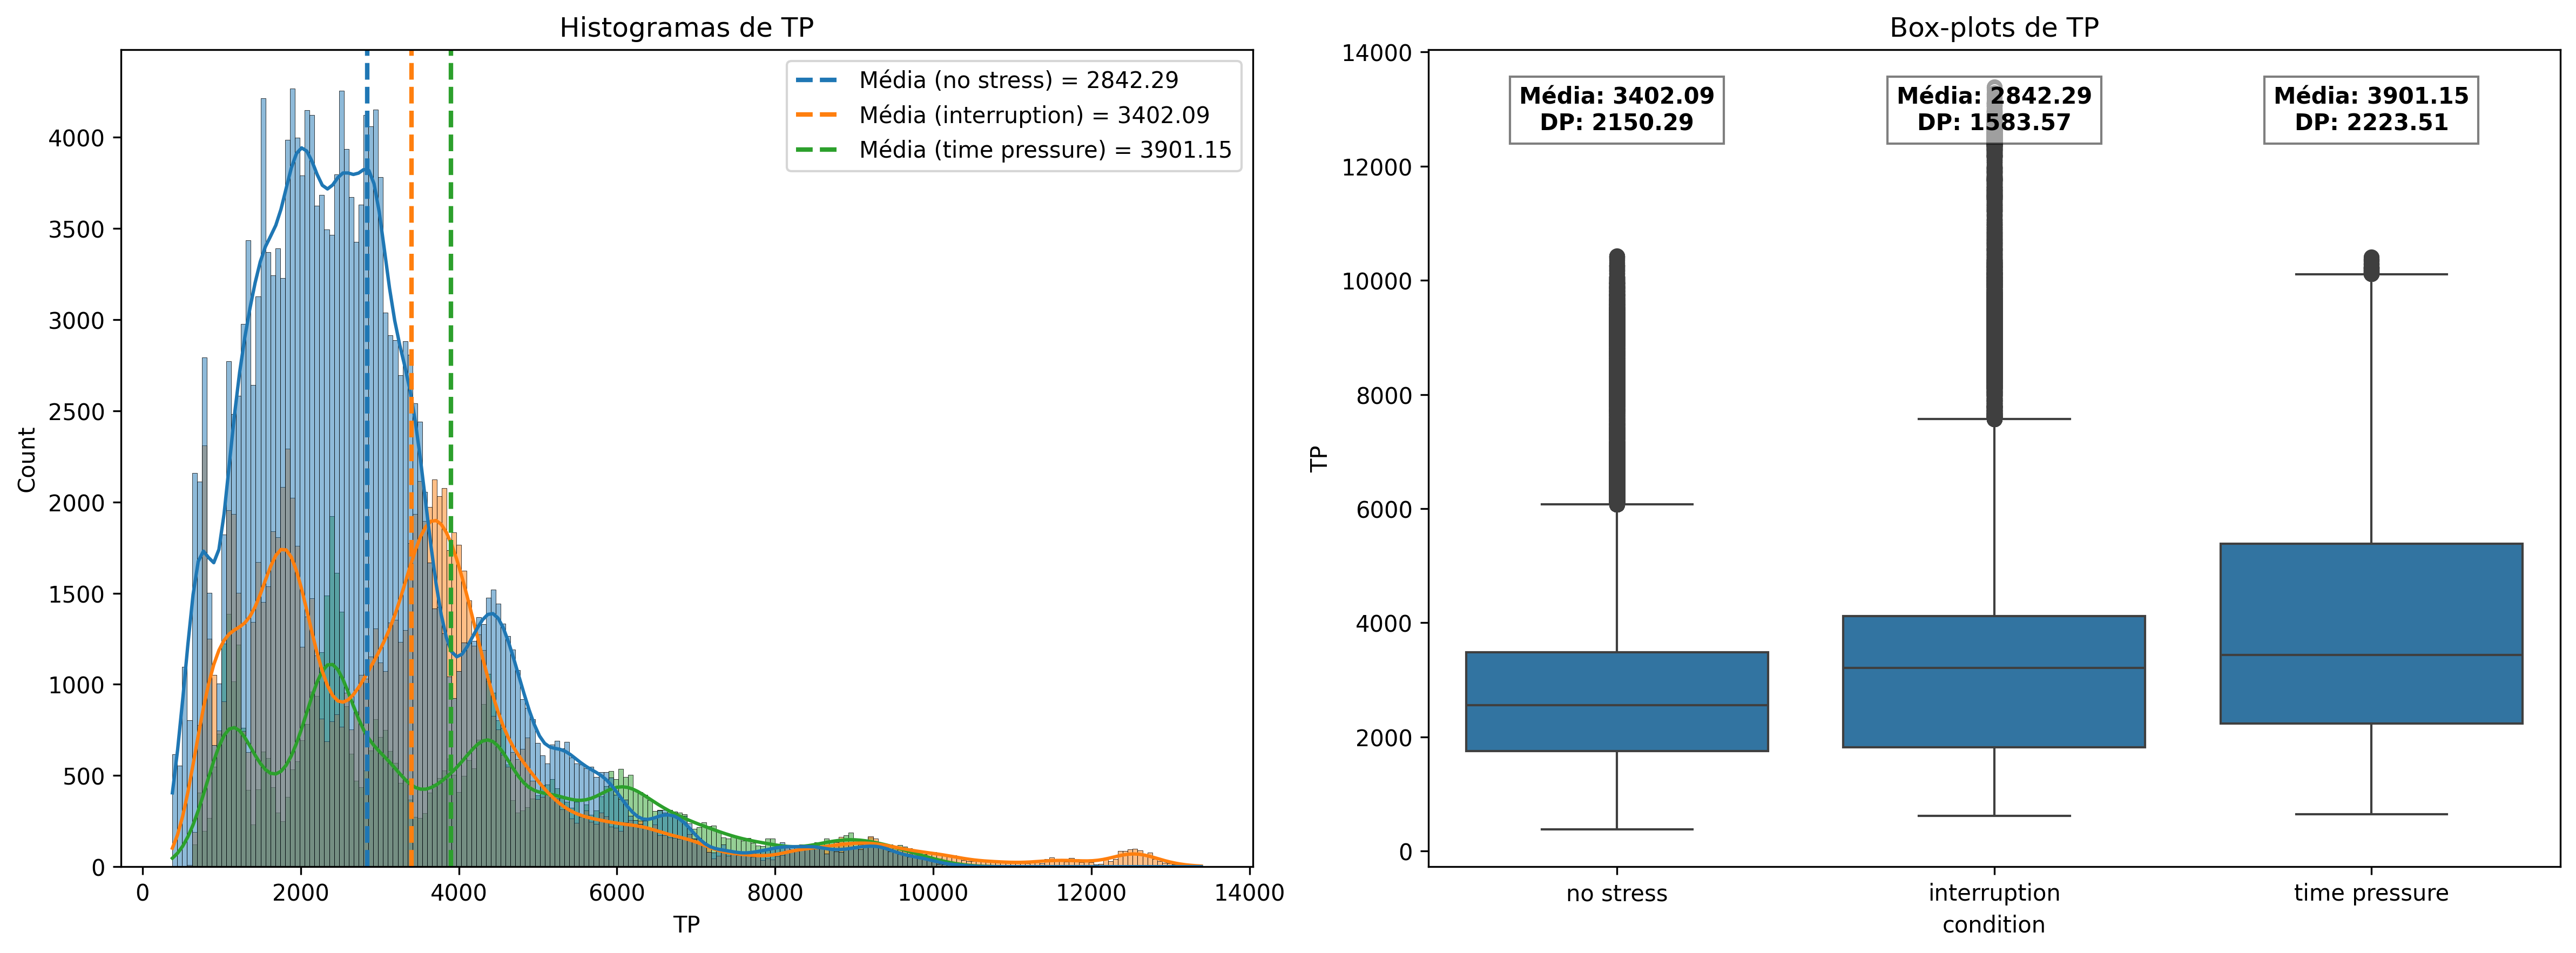 Histogramas de TP
Média (no stress) = 2842.29
Média (interruption) = 3402.09
Média (time pressure) = 3901.15
Count
4000
3500
3000
2500
2000
1500
1000
500
0
0 2000 4000 6000 8000 10000 12000 14000
TP
Box-plots de TP
Média: 3402.09
DP: 2150.29
Média: 2842.29
DP: 1583.57
Média: 3901.15
DP: 2223.51
TP
14000
12000
10000
8000
6000
4000
2000
0
no stress interruption time pressure
condition